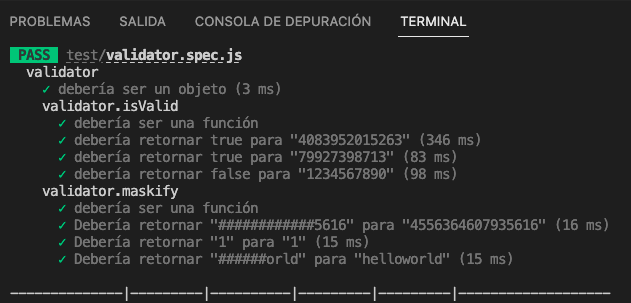 PROBLEMAS SALIDA CONSOLA DE DEPURACIÓN TERMINAL
PASS test/validator.spec.js
validator
✓ debería ser un objeto (3 ms)
validator.isValid
✓ debería ser una función
✓ debería retornar true para "4083952015263" (346 ms)
✓ debería retornar true para "79927398713" (83 ms)
✓ debería retornar false para "1234567890" (98 ms)
validator.maskify
✓ debería ser una función
✓ Debería retornar "############5616" para "4556364607935616" (16 ms)
✓ Debería retornar "1" para "1" (15 ms)
✓ Debería retornar "######orld" para "helloworld" (15 ms)
--------------|---------|----------|---------|---------|-------------------